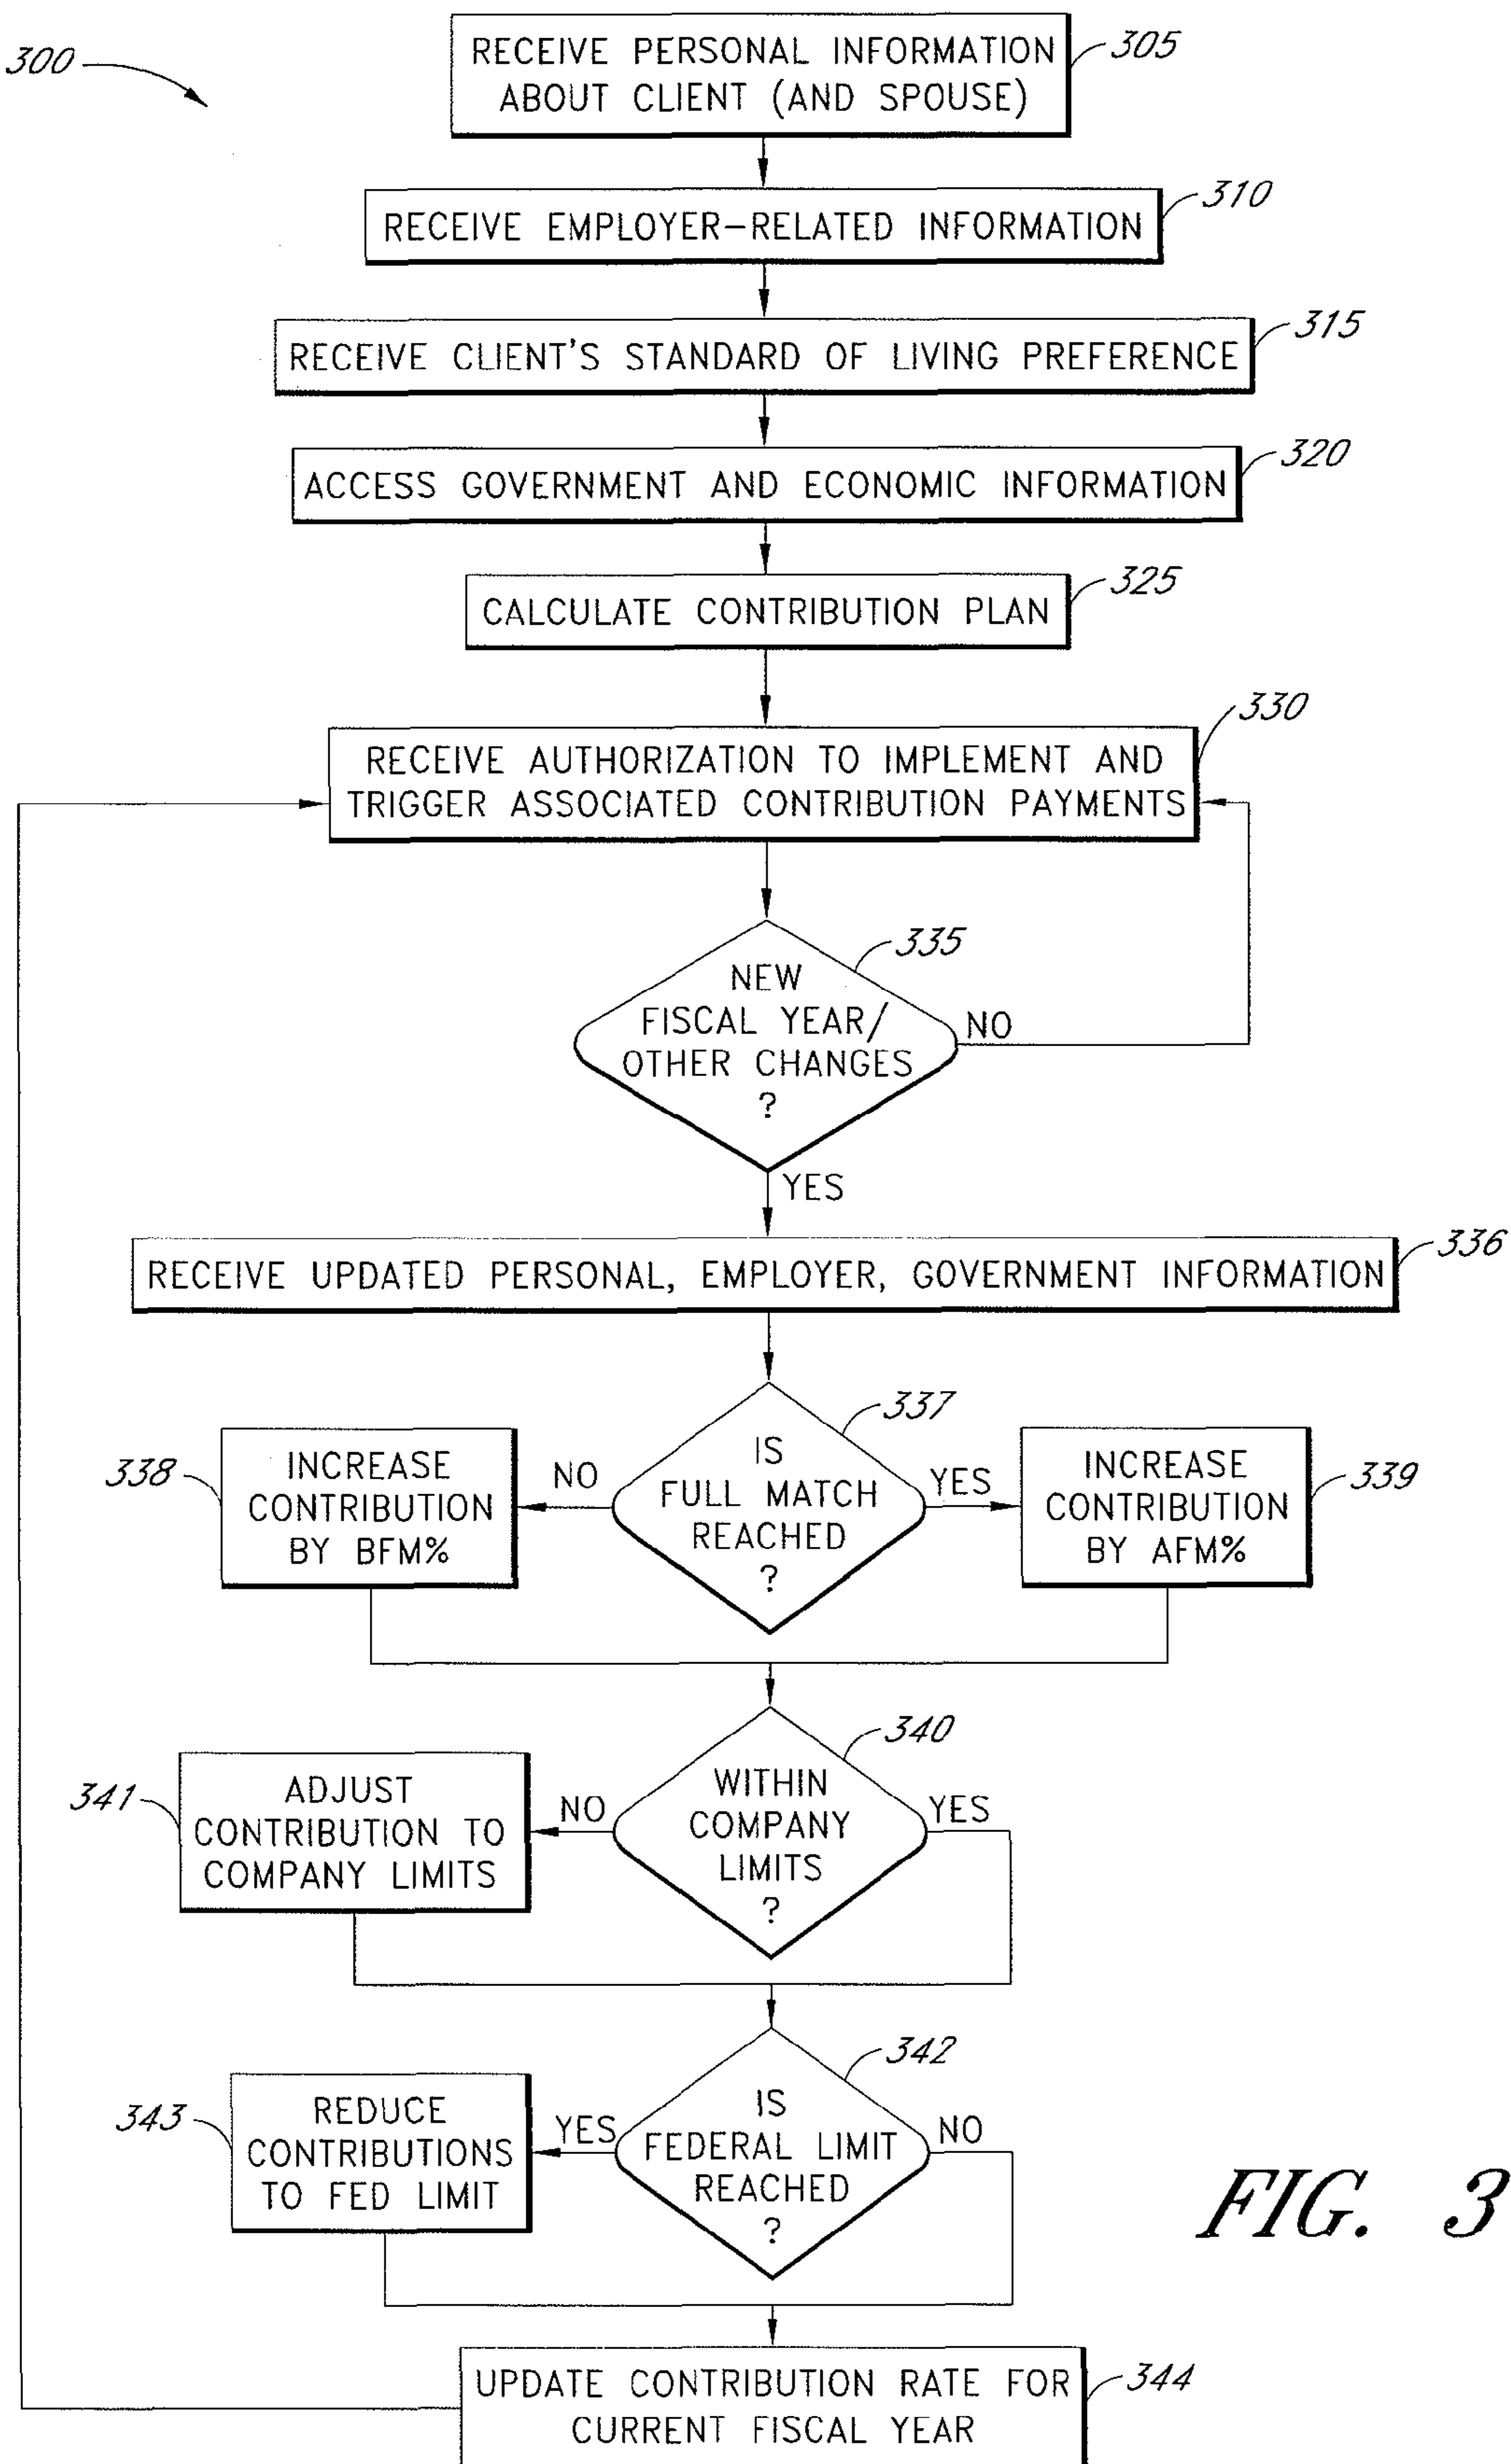 300
RECEIVE PERSONAL INFORMATION
ABOUT CLIENT (AND SPOUSE)
305
RECEIVE EMPLOYER-RELATED INFORMATION
310
RECEIVE CLIENT'S STANDARD OF LIVING PREFERENCE
315
ACCESS GOVERNMENT AND ECONOMIC INFORMATION
320
CALCULATE CONTRIBUTION PLAN
325
RECEIVE AUTHORIZATION TO IMPLEMENT AND
TRIGGER ASSOCIATED CONTRIBUTION PAYMENTS
330
NEW
FISCAL YEAR/
OTHER CHANGES
?
335
NO
YES
RECEIVE UPDATED PERSONAL, EMPLOYER, GOVERNMENT INFORMATION
336
IS
FULL MATCH
REACHED
?
337
NO
INCREASE
CONTRIBUTION
BY BFM%
338
YES
INCREASE
CONTRIBUTION
BY AFM%
339
WITHIN
COMPANY
LIMITS
?
340
NO
ADJUST
CONTRIBUTION TO
COMPANY LIMITS
341
YES
IS
FEDERAL LIMIT
REACHED
?
342
YES
REDUCE
CONTRIBUTIONS
TO FED LIMIT
343
NO
UPDATE CONTRIBUTION RATE FOR
CURRENT FISCAL YEAR
344
FIG. 3